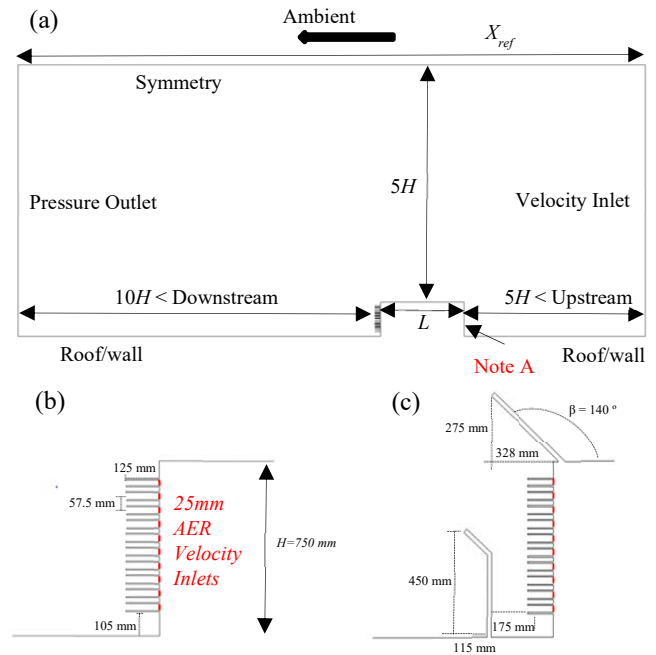 (a)
Ambient
X_ref
Symmetry
5H
Pressure Outlet
Velocity Inlet
10H < Downstream
5H < Upstream
L
Roof/wall
Note A
Roof/wall
(b)
(c)
β = 140 º
275 mm
328 mm
125 mm
57.5 mm
25mm
AER
Velocity
Inlets
H=750 mm
450 mm
105 mm
175 mm
115 mm